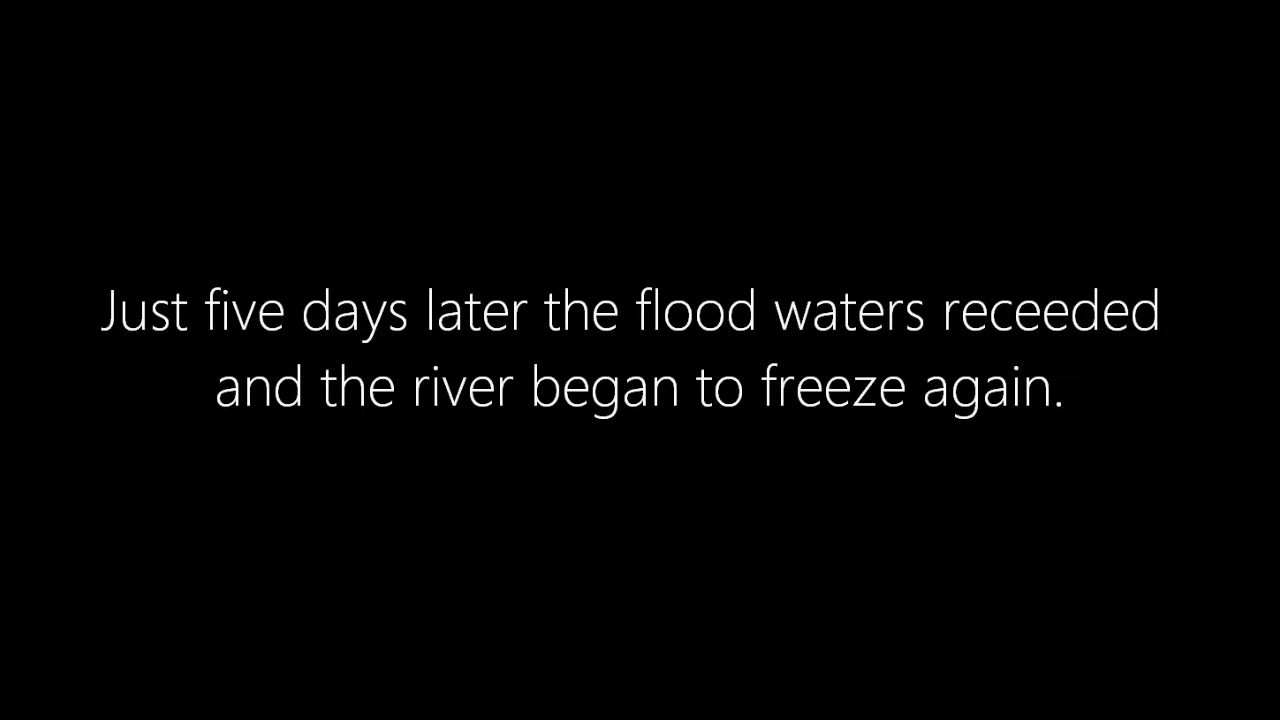 Just five days later the flood waters receeded
and the river began to freeze again.